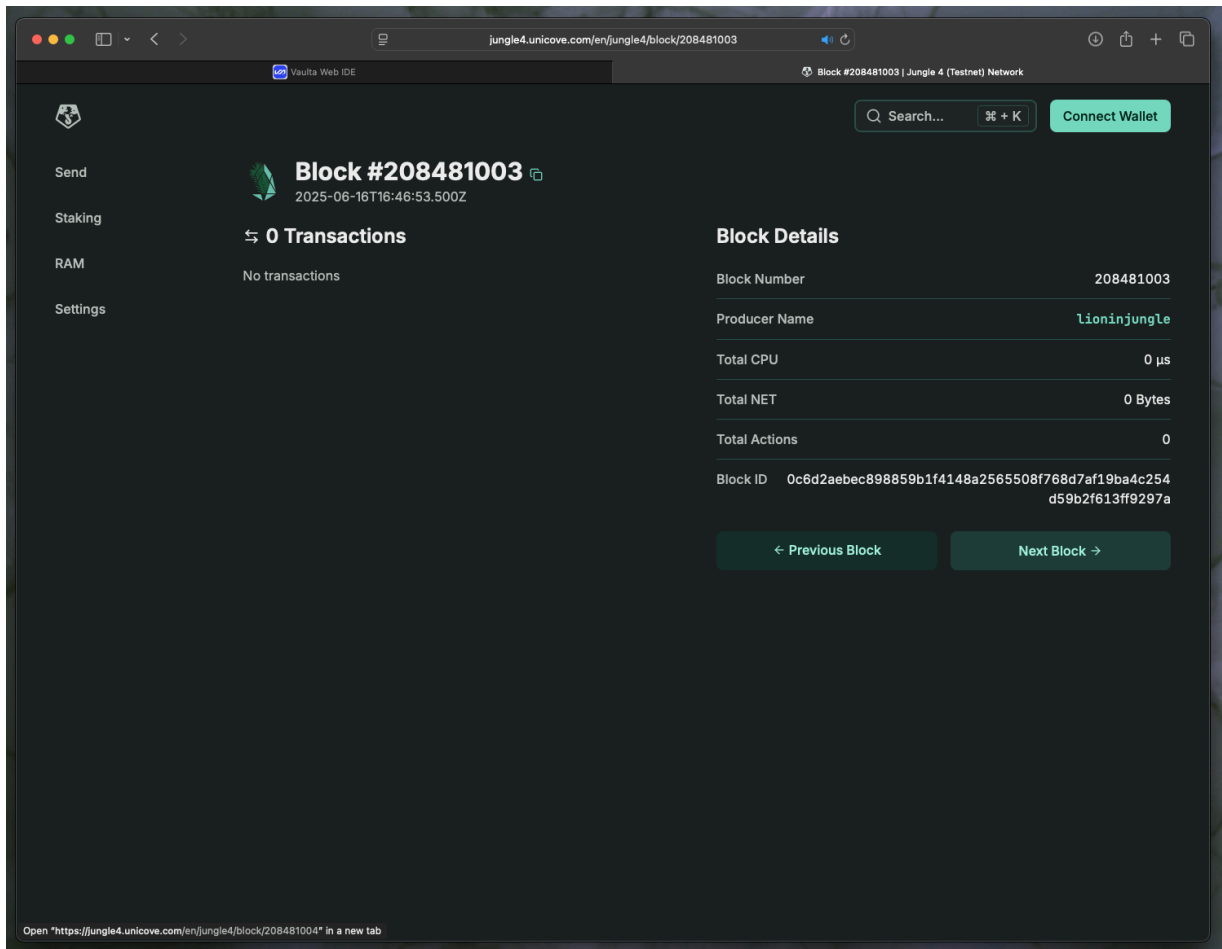 jungle4.unicove.com/en/jungle4/block/208481003
Vaulta Web IDE
Block #208481003 | Jungle 4 (Testnet) Network
Search...
⌘ + K
Connect Wallet
Send
Staking
RAM
Settings
Block #208481003
2025-06-16T16:46:53.500Z
0 Transactions
No transactions
Block Details
Block Number 208481003
Producer Name lioninjungle
Total CPU 0 µs
Total NET 0 Bytes
Total Actions 0
Block ID 0c6d2aebec898859b1f4148a2565508f768d7af19ba4c254
d59b2f613ff9297a
← Previous Block
Next Block →
Open "https://jungle4.unicove.com/en/jungle4/block/208481004" in a new tab